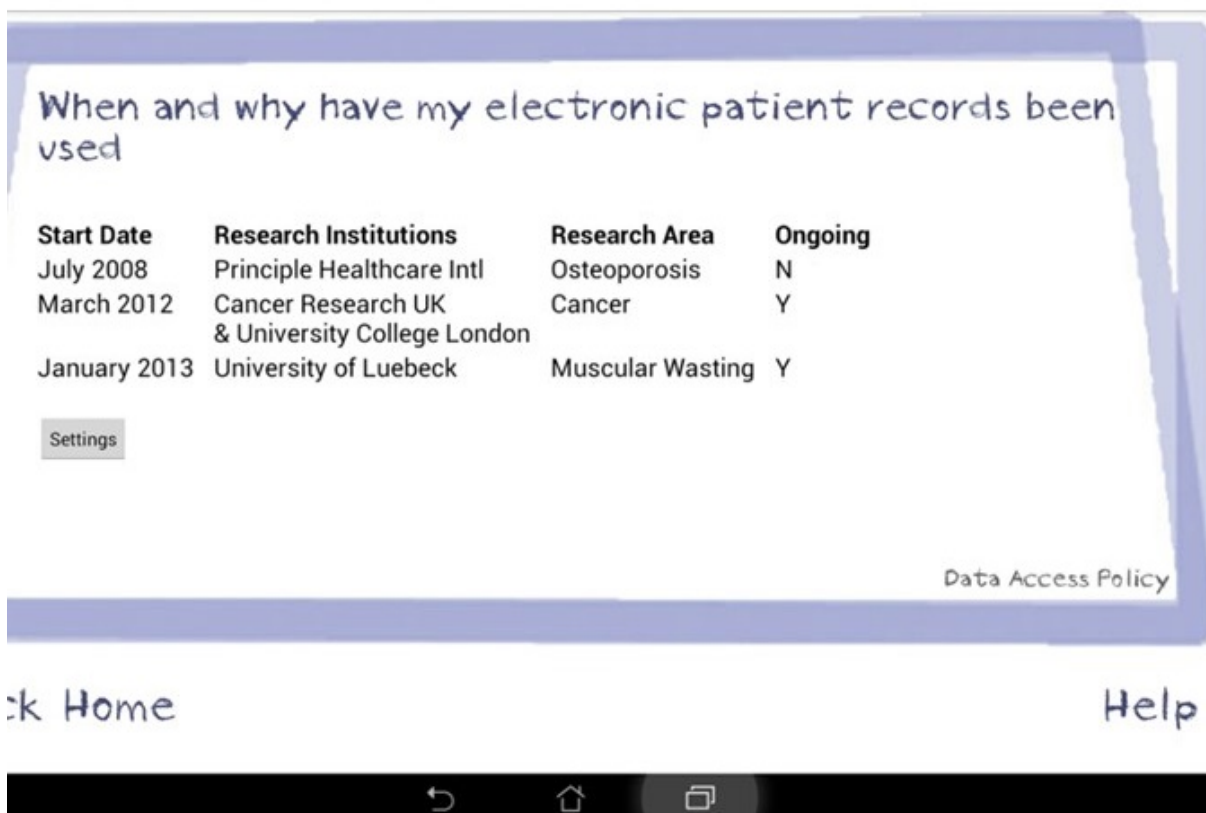 When and why have my electronic patient records been
used
Start Date Research Institutions Research Area Ongoing
July 2008 Principle Healthcare Intl Osteoporosis N
March 2012 Cancer Research UK Cancer Y
& University College London
January 2013 University of Luebeck Muscular Wasting Y
Settings
Data Access Policy
ck Home Help